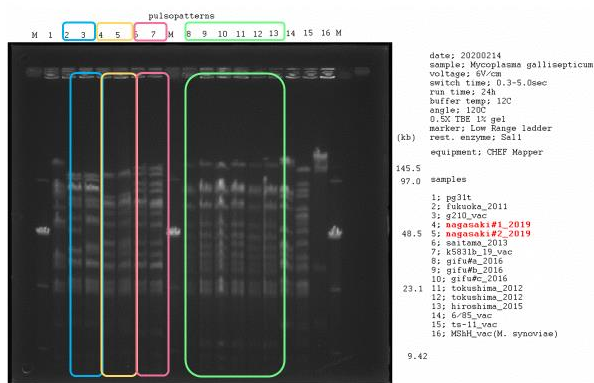 pulsopatterns
M 1 2 3 4 5 6 7 M 8 9 10 11 12 13 14 15 16 M
date; 20200214
sample; Mycoplasma gallisepticum
voltage; 6V/cm
switch time; 0.3-5.0sec
run time; 24h
buffer temp; 12C
angle; 120C
0.5X TBE 1% gel
marker; Low Range ladder
rest. enzyme; SalI
equipment; CHEF Mapper
(kb)
145.5
97.0
48.5
23.1
9.42
samples
1; pg31t
2; fukuoka_2011
3; g210_vac
4; nagasaki#1_2019
5; nagasaki#2_2019
6; saitama_2013
7; k5831b_19_vac
8; gifu#a_2016
9; gifu#b_2016
10; gifu#c_2016
11; tokushima_2012
12; tokushima_2012
13; hiroshima_2015
14; 6/85_vac
15; ts-11_vac
16; MShH_vac(M. synoviae)